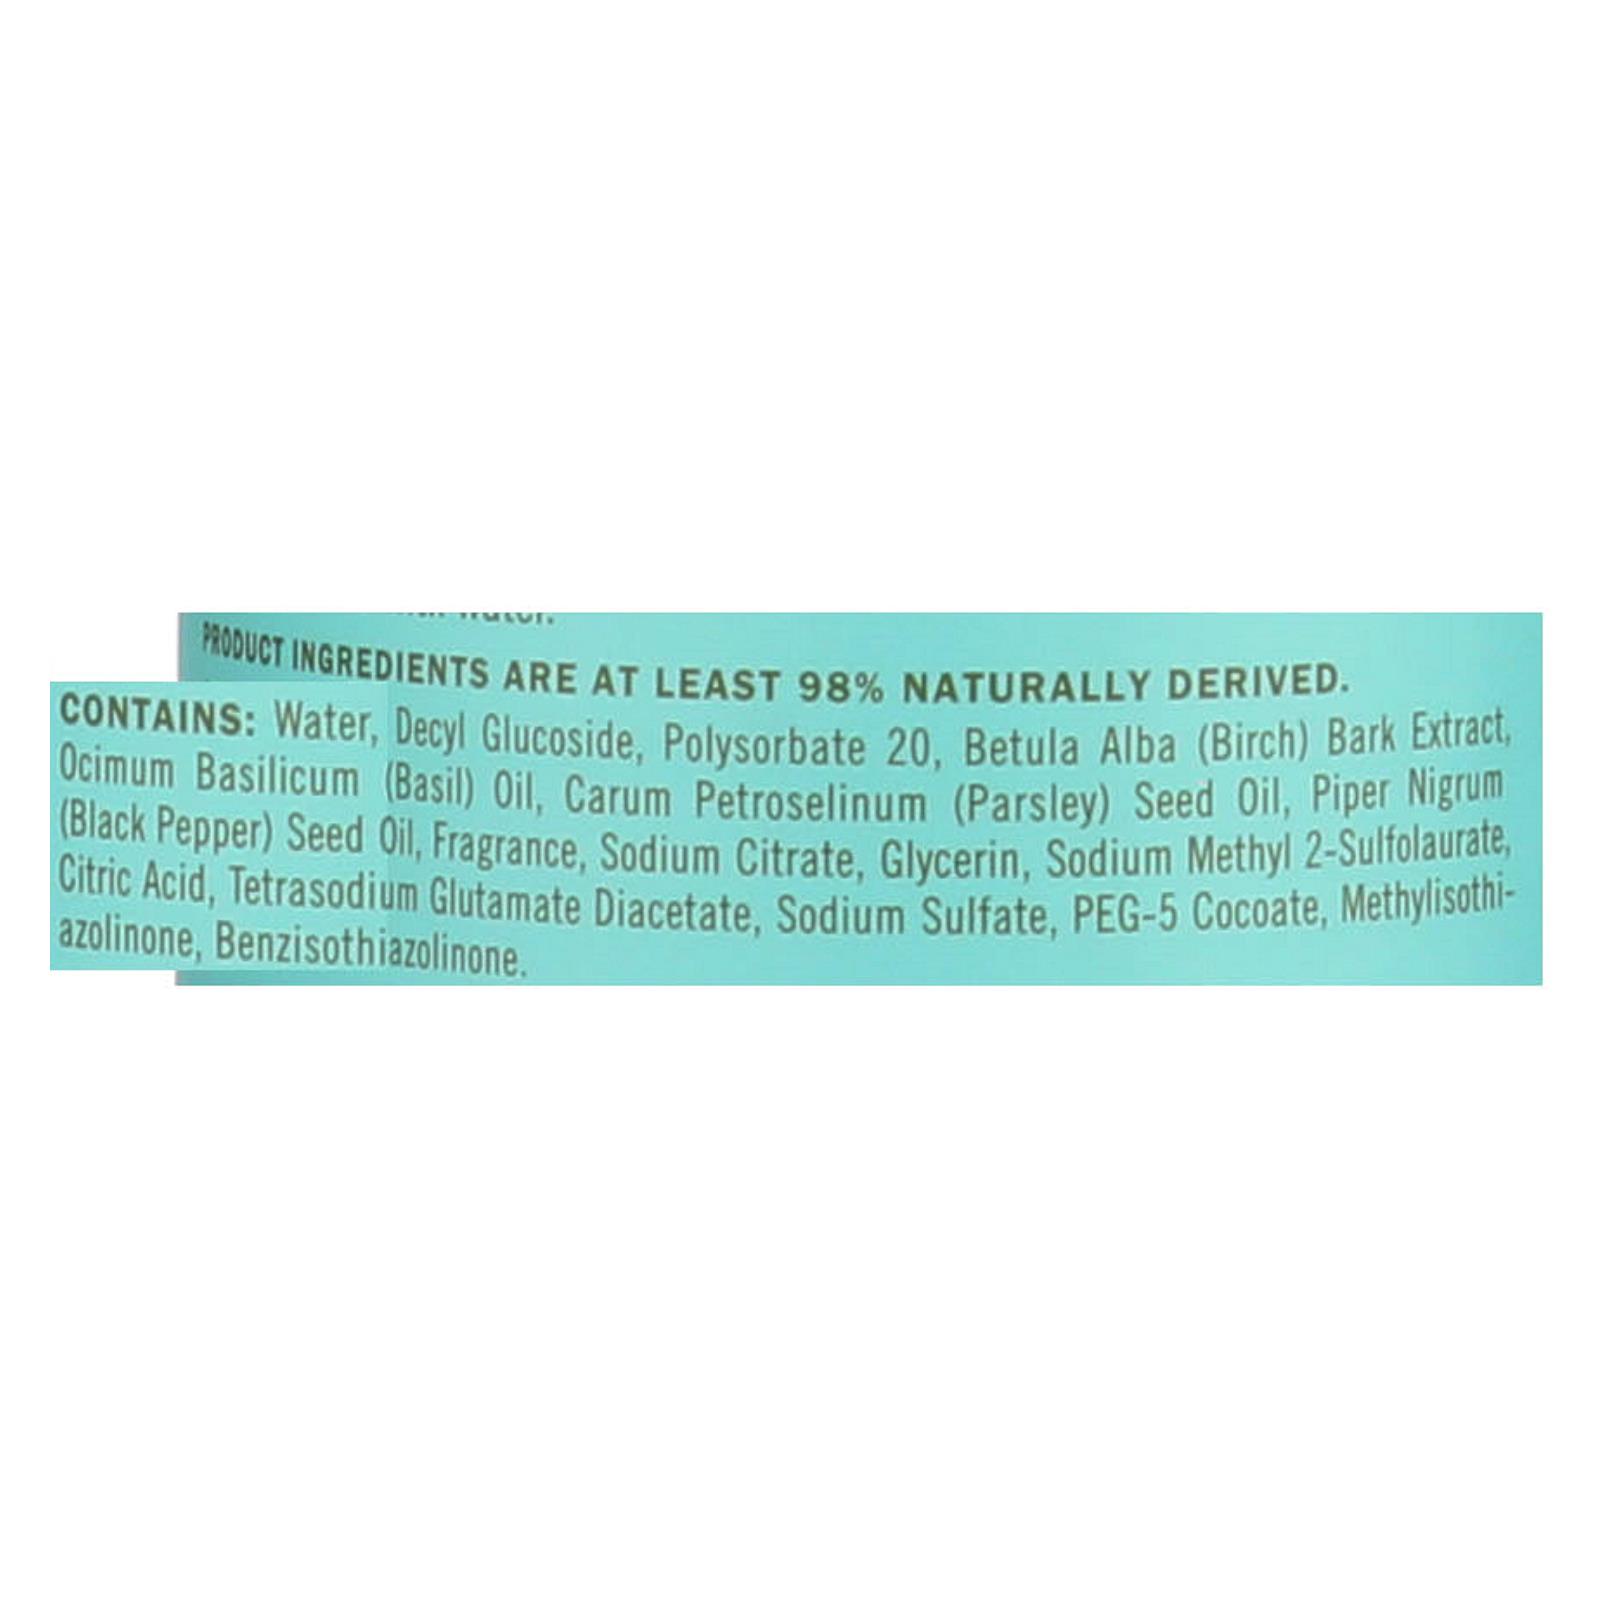 water.
PRODUCT INGREDIENTS ARE AT LEAST 98% NATURALLY DERIVED.
CONTAINS: Water, Decyl Glucoside, Polysorbate 20, Betula Alba (Birch) Bark Extract,
Ocimum Basilicum (Basil) Oil, Carum Petroselinum (Parsley) Seed Oil, Piper Nigrum
(Black Pepper) Seed Oil, Fragrance, Sodium Citrate, Glycerin, Sodium Methyl 2-Sulfolaurate,
Citric Acid, Tetrasodium Glutamate Diacetate, Sodium Sulfate, PEG-5 Cocoate, Methylisothi-
azolinone, Benzisothiazolinone.